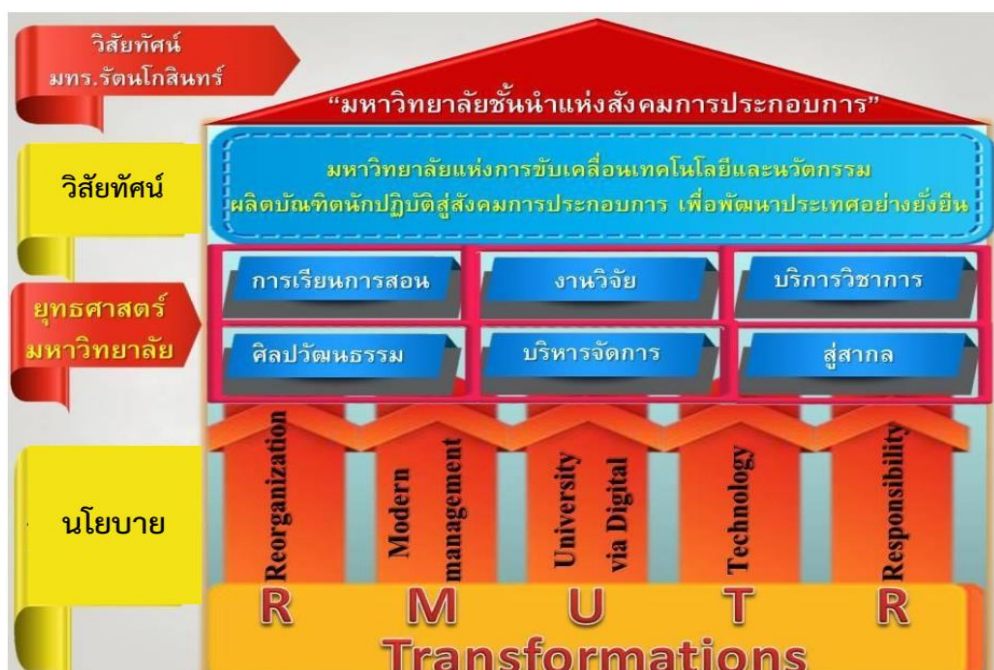 วิสัยทัศน์
มทร.รัตนโกสินทร์
“มหาวิทยาลัยชั้นนำแห่งสังคมการประกอบการ”
วิสัยทัศน์
มหาวิทยาลัยแห่งการขับเคลื่อนเทคโนโลยีและนวัตกรรม
ผลิตบัณฑิตนักปฏิบัติสู่สังคมการประกอบการ เพื่อพัฒนาประเทศอย่างยั่งยืน
ยุทธศาสตร์
มหาวิทยาลัย
การเรียนการสอน
งานวิจัย
บริการวิชาการ
ศิลปวัฒนธรรม
บริหารจัดการ
สู่สากล
นโยบาย
Reorganization
Modern
management
University
via Digital
Technology
Responsibility
R M U T R
Transformations